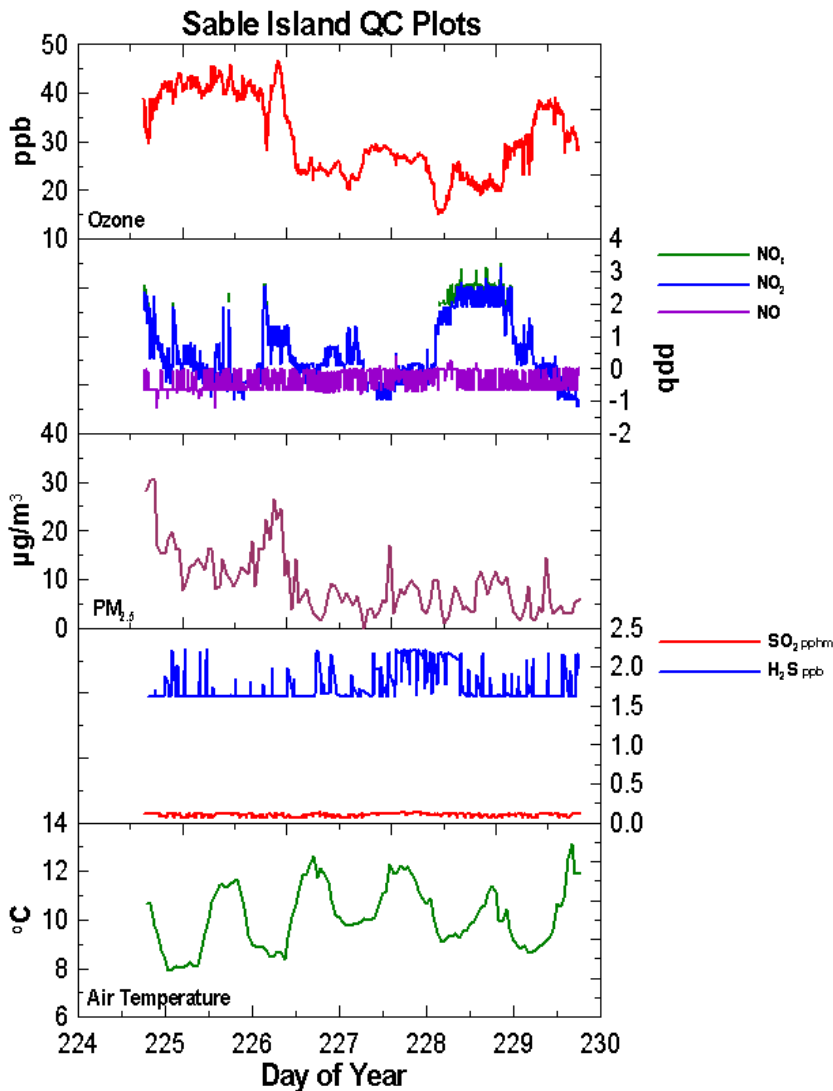 Sable Island QC Plots
50
40
30
20
10
ppb
Ozone
4
3
2
1
0
-1
-2
ppb
NOₓ
NO₂
NO
40
30
20
10
0
µg/m³
PM₂.₅
2.5
2.0
1.5
1.0
0.5
0.0
SO₂ pphm
H₂S ppb
14
12
10
8
6
°C
Air Temperature
224 225 226 227 228 229 230
Day of Year